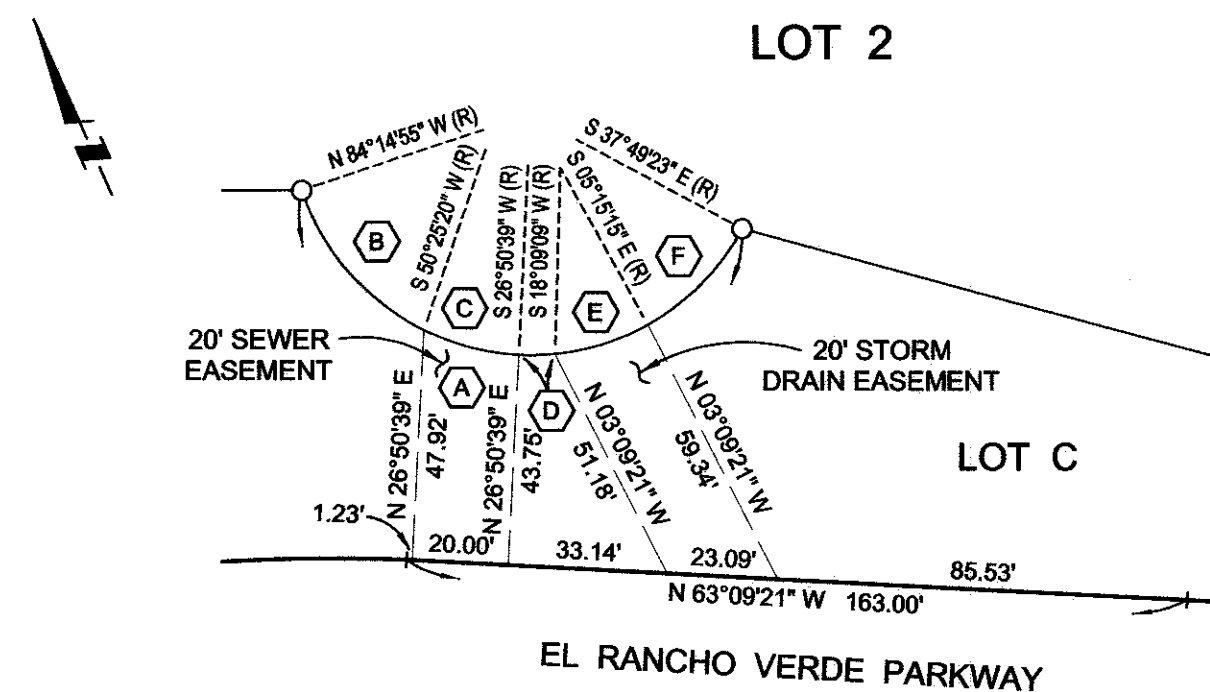 LOT 2
N
N 84°14'55" W (R)
S 50°25'20" W (R)
S 26°50'39" W (R)
S 18°09'09" W (R)
S 05°15'15" E (R)
S 37°49'23" E (R)
B
C
E
F
20' SEWER
EASEMENT
A
D
20' STORM
DRAIN EASEMENT
N 26°50'39" E
47.92'
N 26°50'39" E
43.75'
N 03°09'21" W
51.18'
N 03°09'21" W
59.34'
LOT C
1.23'
20.00'
33.14'
23.09'
85.53'
N 63°09'21" W 163.00'
EL RANCHO VERDE PARKWAY